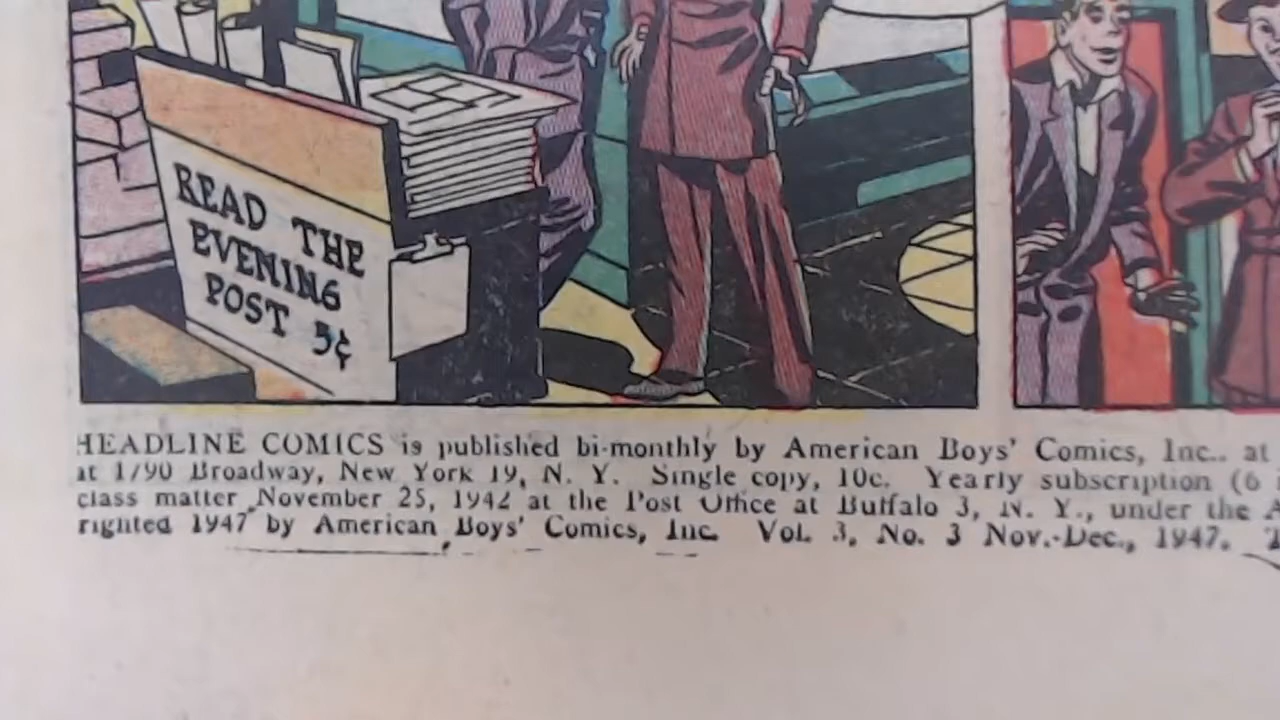 READ THE
EVENING
POST 5¢
HEADLINE COMICS is published bi-monthly by American Boys' Comics, Inc., at
at 1790 Broadway, New York 19, N. Y. Single copy, 10c. Yearly subscription (6
class matter November 25, 1942 at the Post Office at Buffalo 3, N. Y., under the
righted 1947 by American Boys' Comics, Inc. Vol. 3, No. 3 Nov.-Dec., 1947.